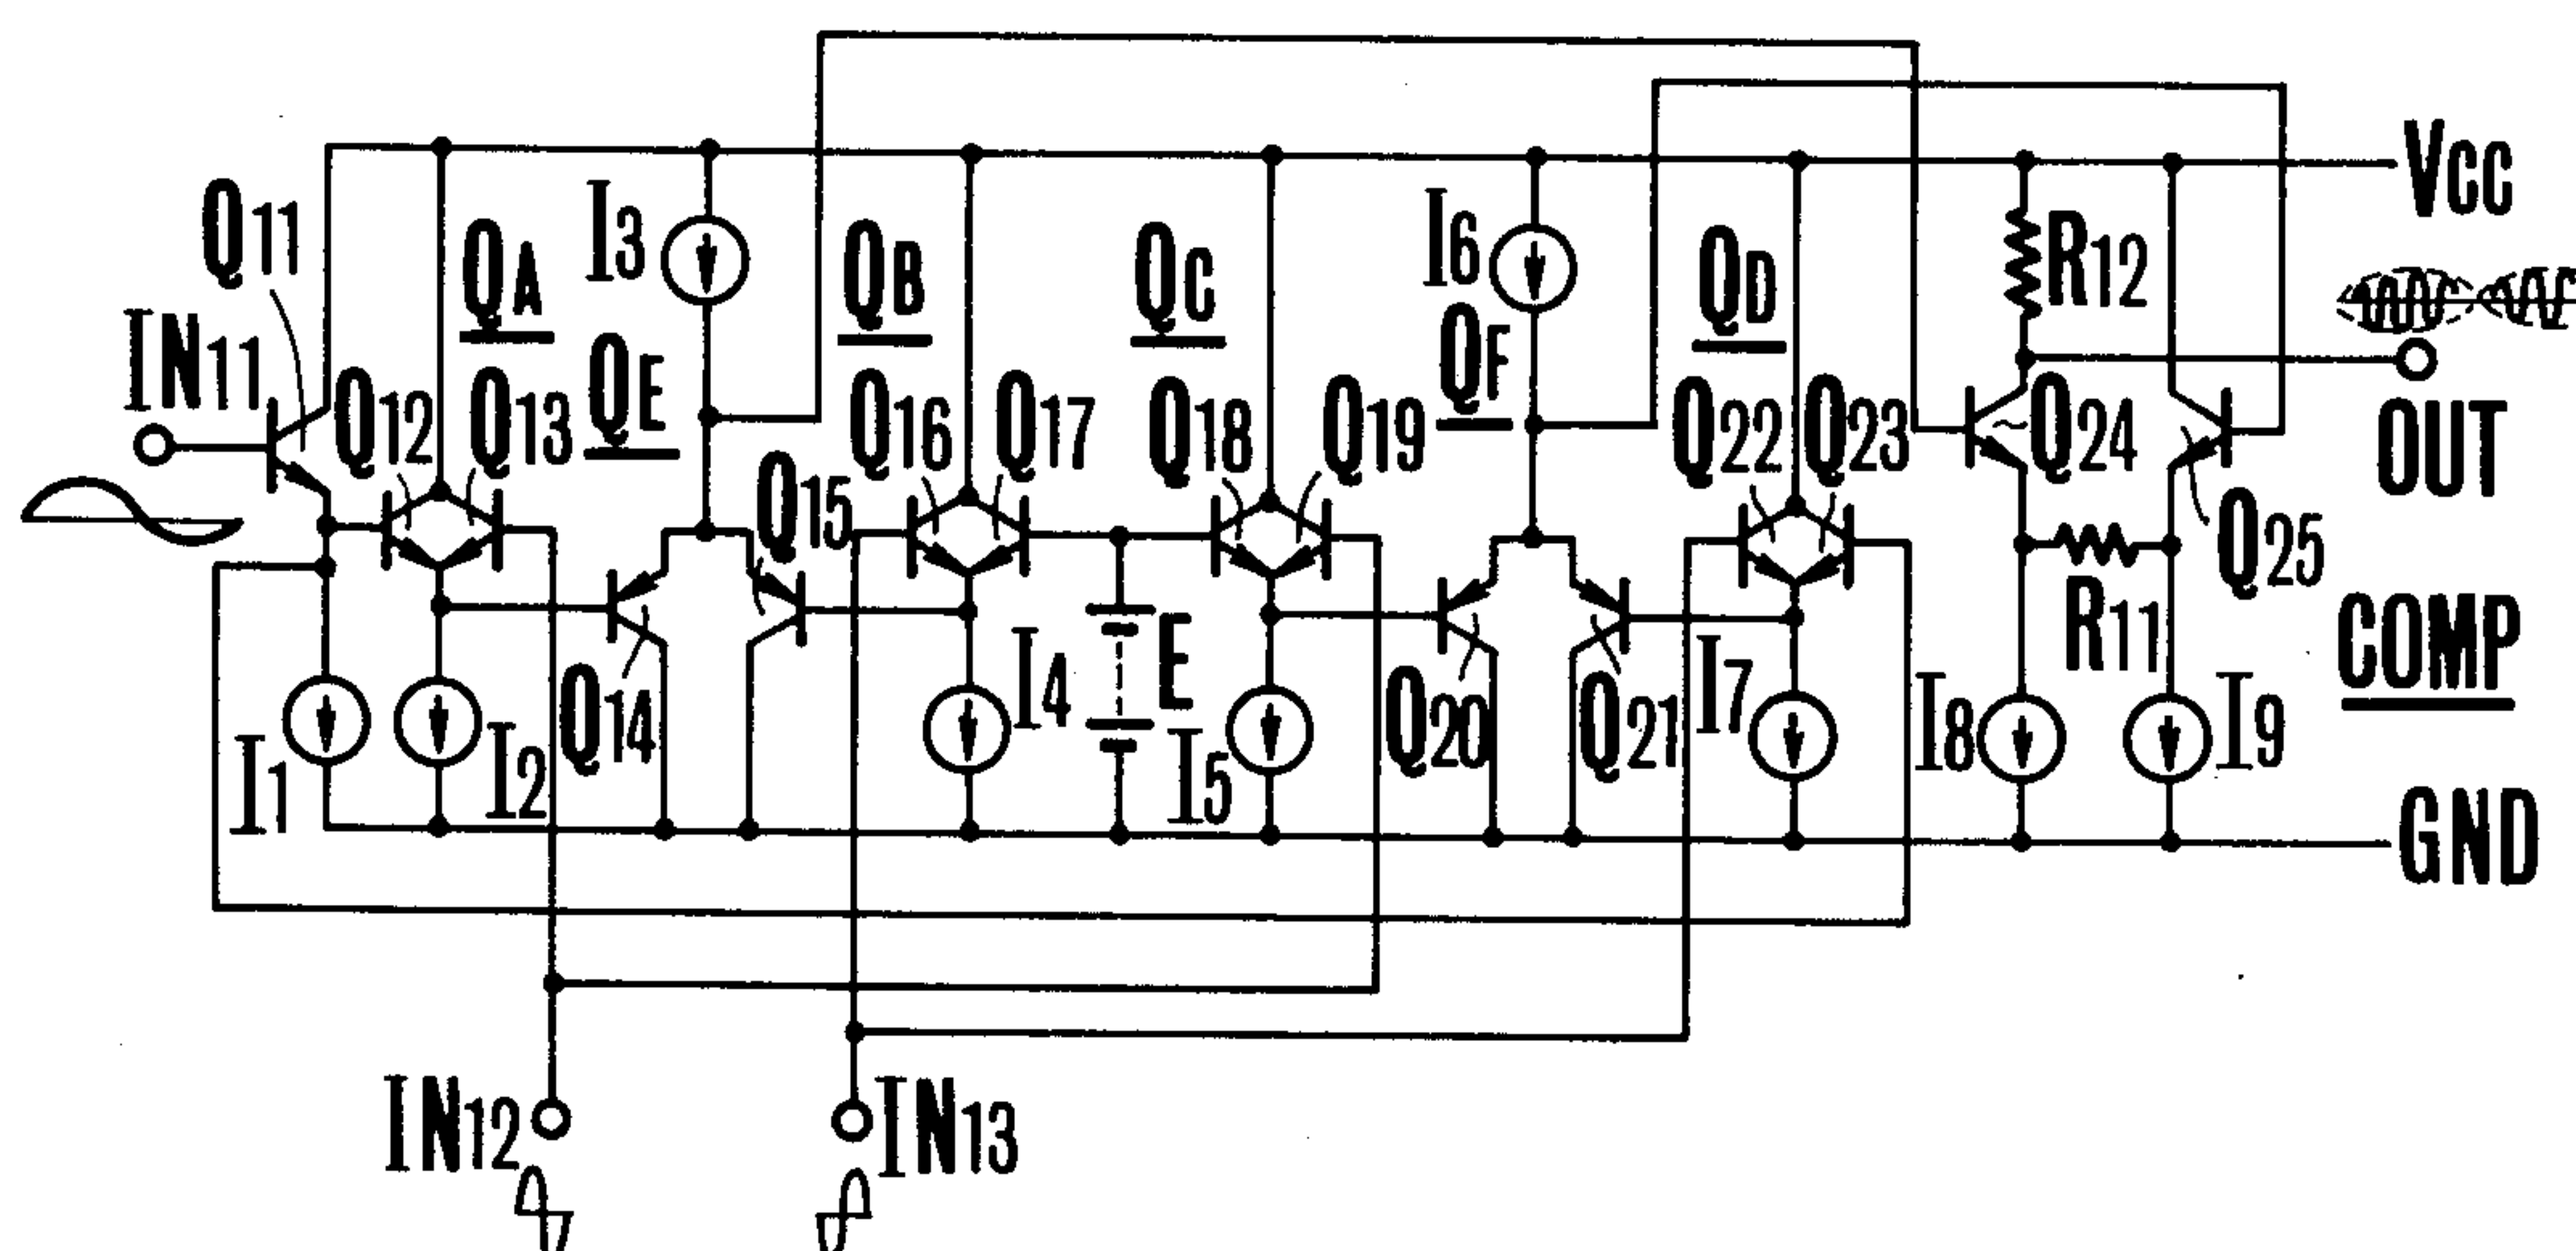 VCC
Q11
QA
I3
QB
QC
I6
QD
R12
IN11
Q12
Q13
QE
Q15
Q16
Q17
Q18
Q19
QF
Q22
Q23
Q24
OUT
Q25
R11
COMP
I1
I2
Q14
I4
E
I5
Q20
Q21
I7
I8
I9
GND
IN12
IN13